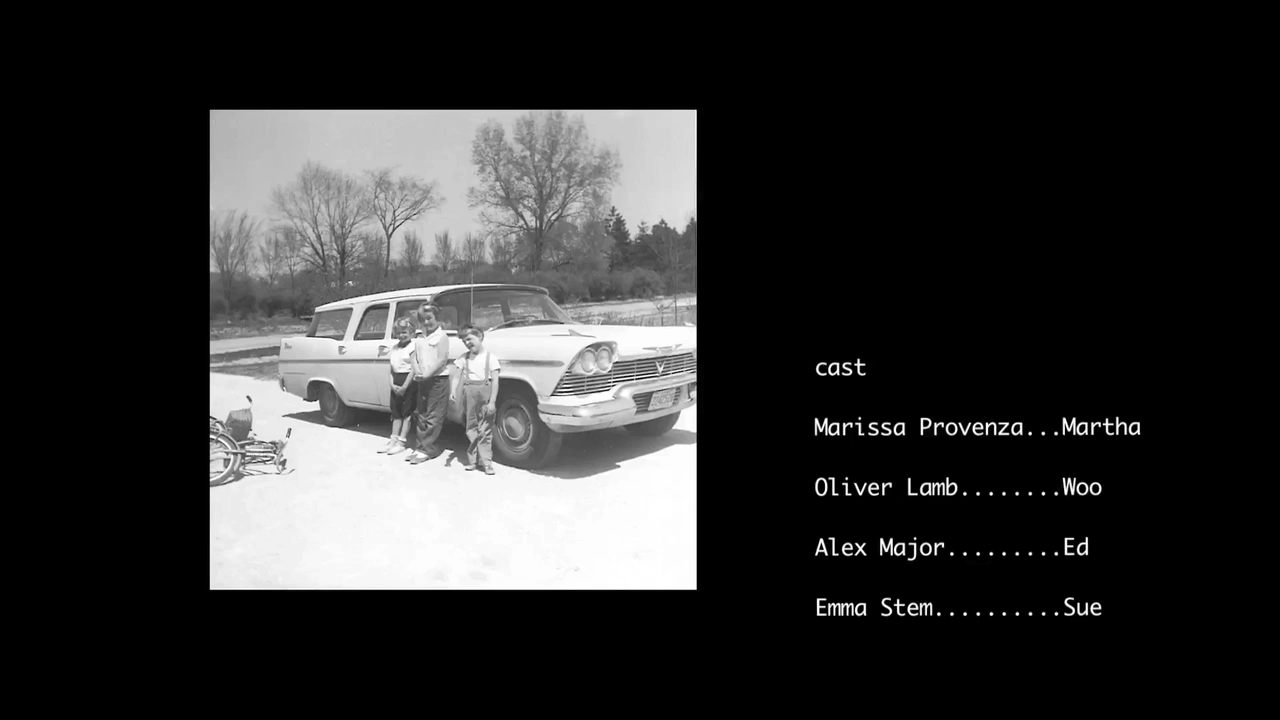 cast
Marissa Provenza...Martha
Oliver Lamb........Woo
Alex Major.........Ed
Emma Stem..........Sue